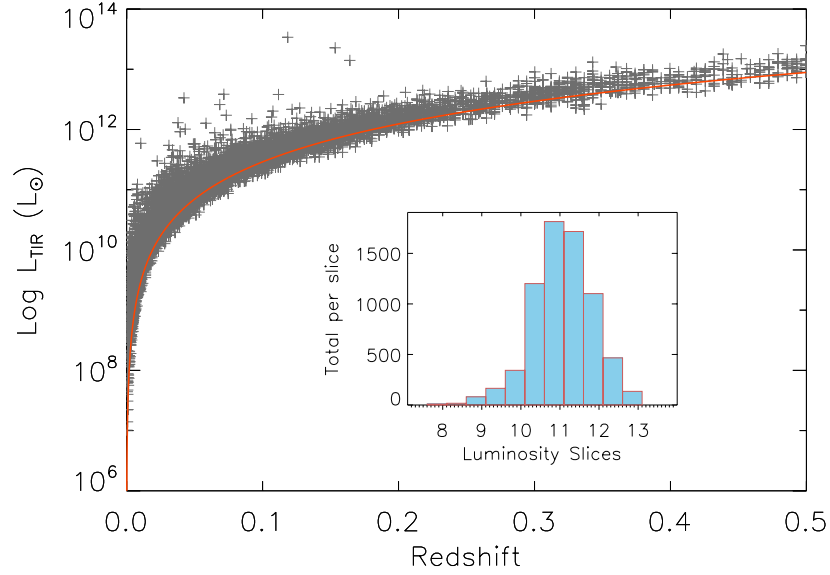 10^14
10^12
10^10
10^8
10^6
Log L_TIR (L_⊙)
0.0 0.1 0.2 0.3 0.4 0.5
Redshift
1500
1000
500
0
Total per slice
8 9 10 11 12 13
Luminosity Slices